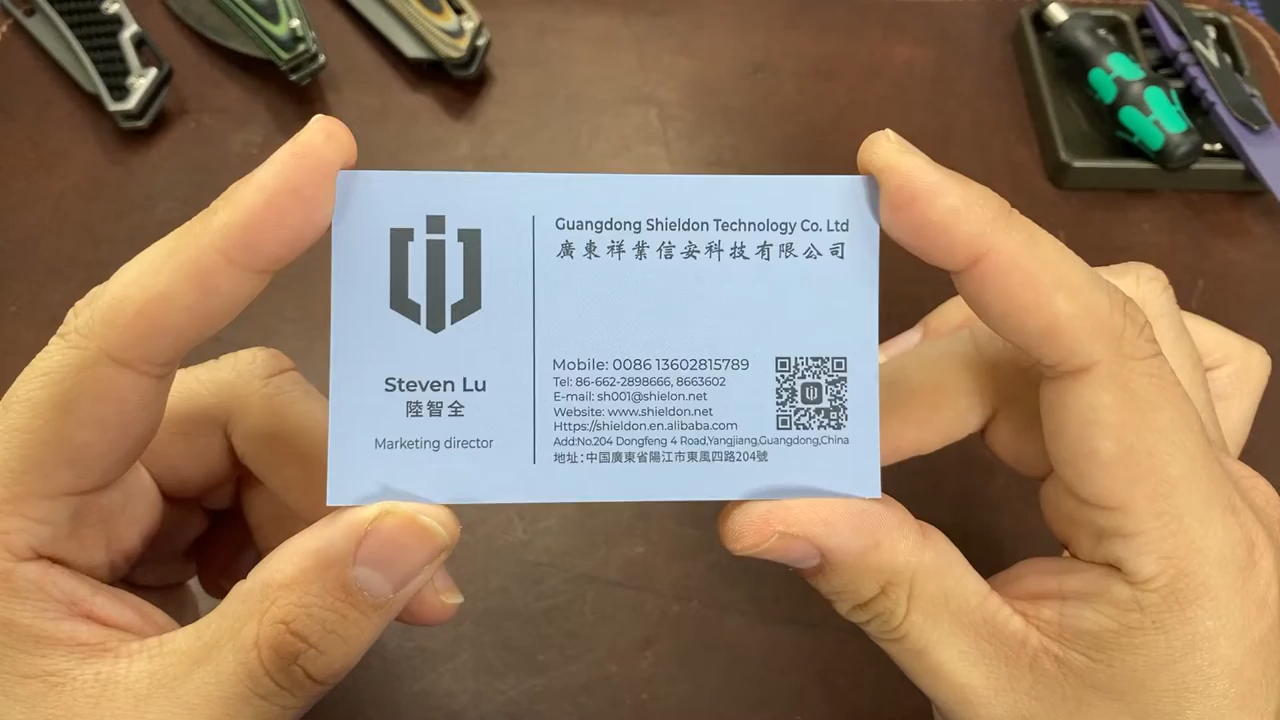 Steven Lu
陸智全
Marketing director
Guangdong Shieldon Technology Co. Ltd
廣東祥業信安科技有限公司
Mobile: 0086 13602815789
Tel: 86-662-2898666, 8663602
E-mail: sh001@shielon.net
Website: www.shieldon.net
Https://shieldon.en.alibaba.com
Add:No.204 Dongfeng 4 Road,Yangjiang,Guangdong,China
地址：中国廣東省陽江市東風四路204號